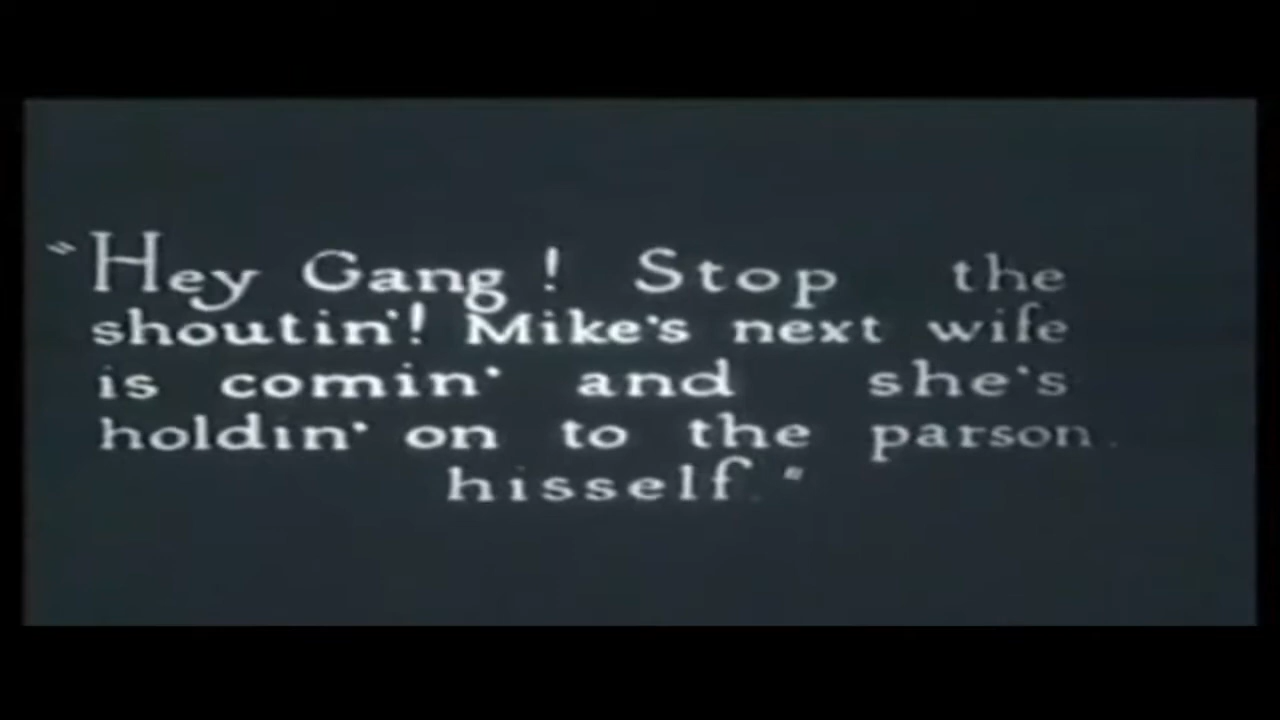 "Hey Gang! Stop the
shoutin'! Mike's next wife
is comin' and she's
holdin' on to the parson
hisself."